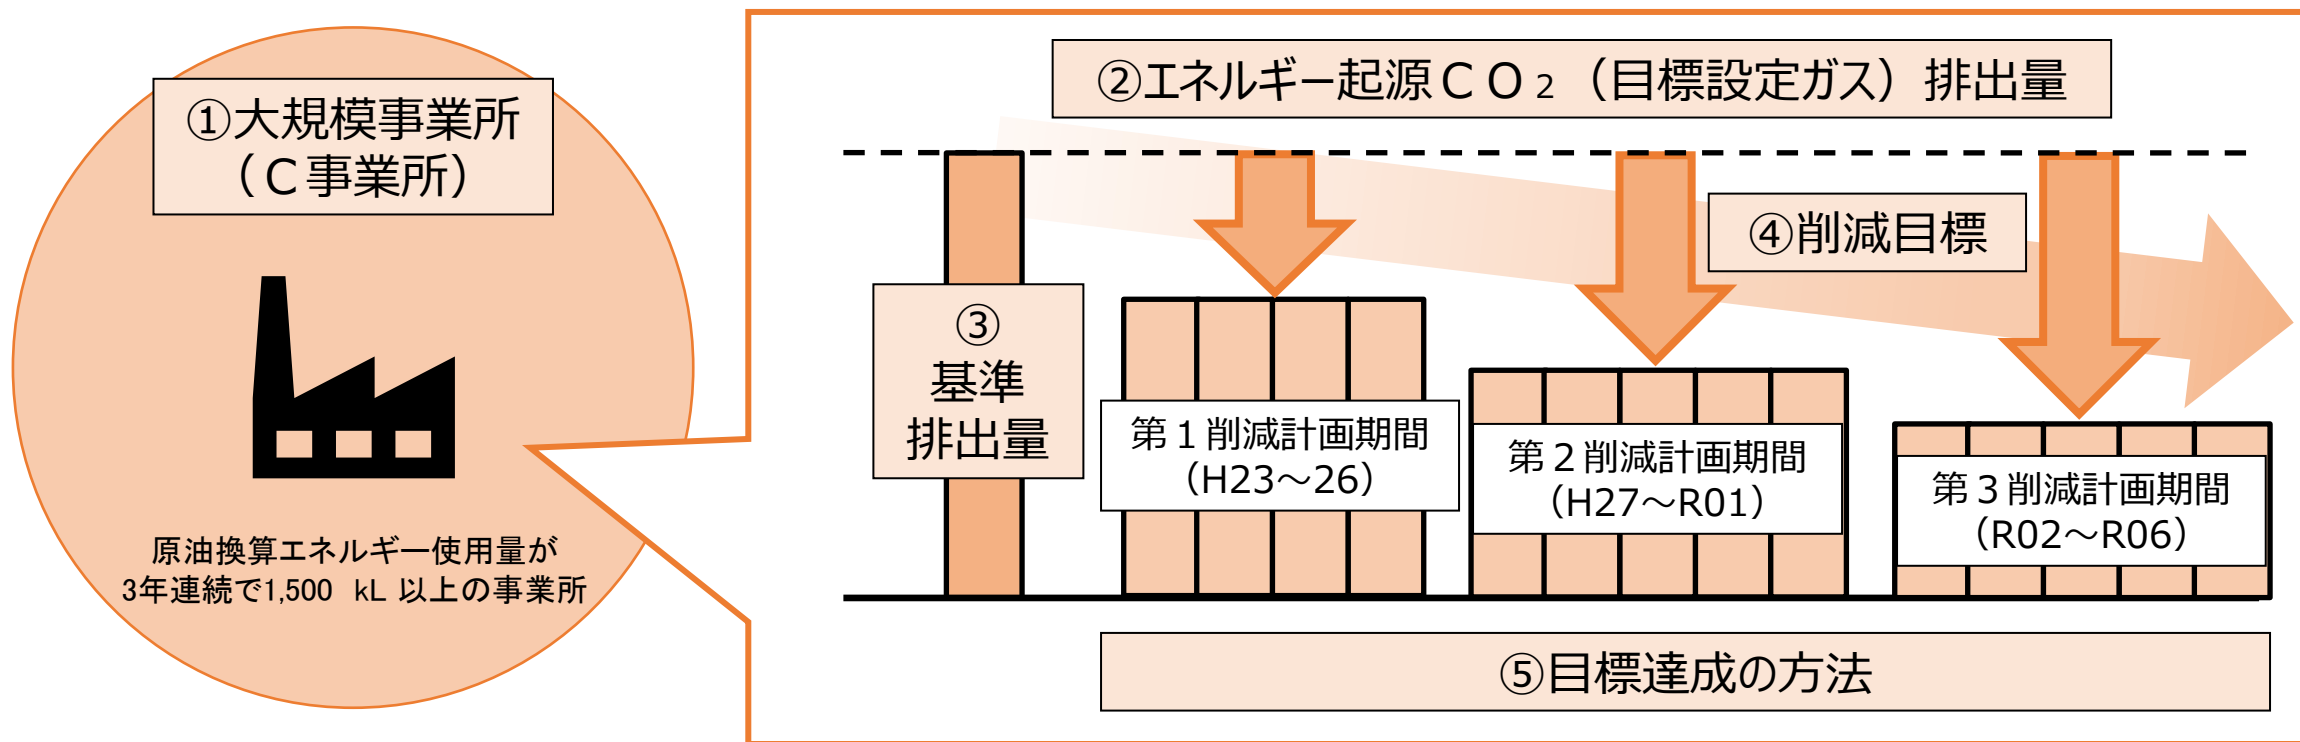 ①大規模事業所
（C事業所）
原油換算エネルギー使用量が
3年連続で1,500 kL 以上の事業所
②エネルギー起源ＣＯ₂（目標設定ガス）排出量
④削減目標
③
基準
排出量
第１削減計画期間
（H23～26）
第２削減計画期間
（H27～R01）
第３削減計画期間
（R02～R06）
⑤目標達成の方法